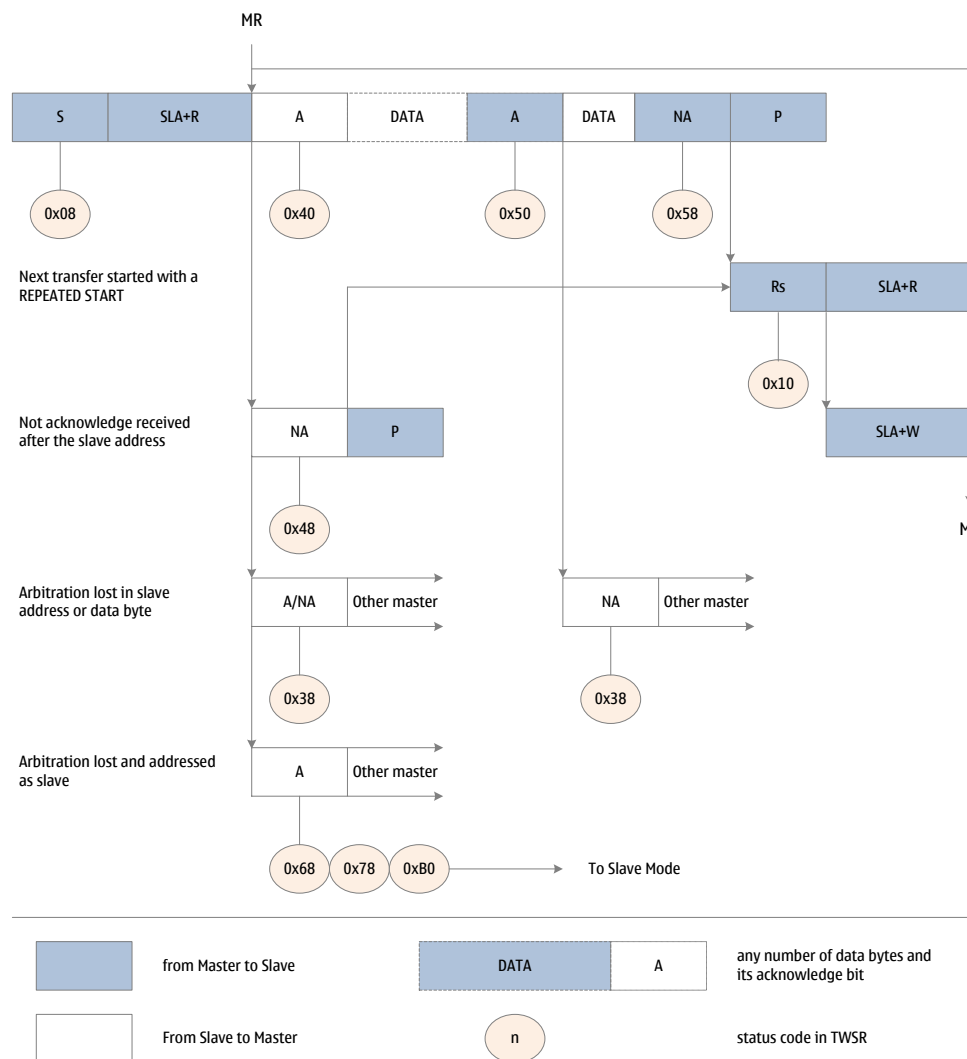 MR
S SLA+R A DATA A DATA NA P
0x08 0x40 0x50 0x58
Next transfer started with a
REPEATED START
Rs SLA+R
0x10
Not acknowledge received
after the slave address
NA P
SLA+W
0x48
M
Arbitration lost in slave
address or data byte
A/NA Other master
NA Other master
0x38 0x38
Arbitration lost and addressed
as slave
A Other master
0x68 0x78 0xB0
To Slave Mode
from Master to Slave
DATA A
any number of data bytes and
its acknowledge bit
From Slave to Master
n
status code in TWSR